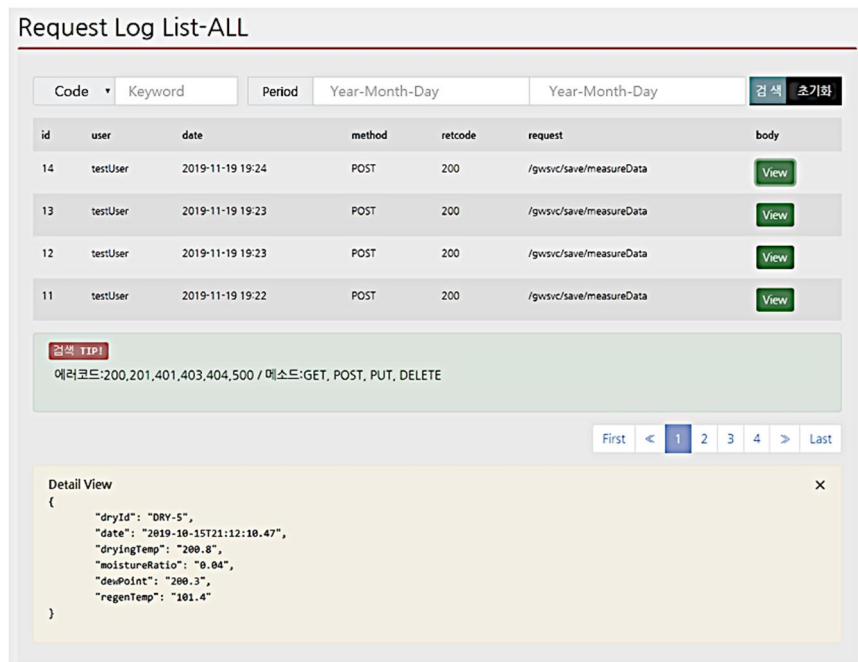 Request Log List-ALL
Code ▾ Keyword Period Year-Month-Day Year-Month-Day 검 색 초기화
id user date method retcode request body
14 testUser 2019-11-19 19:24 POST 200 /gwsvc/save/measureData View
13 testUser 2019-11-19 19:23 POST 200 /gwsvc/save/measureData View
12 testUser 2019-11-19 19:23 POST 200 /gwsvc/save/measureData View
11 testUser 2019-11-19 19:22 POST 200 /gwsvc/save/measureData View
검색 TIP!
에러코드:200,201,401,403,404,500 / 메소드:GET, POST, PUT, DELETE
First ≪ 1 2 3 4 ≫ Last
Detail View ×
{
"dryId": "DRY-5",
"date": "2019-10-15T21:12:10.47",
"dryingTemp": "200.8",
"moistureRatio": "0.04",
"dewPoint": "200.3",
"regenTemp": "101.4"
}